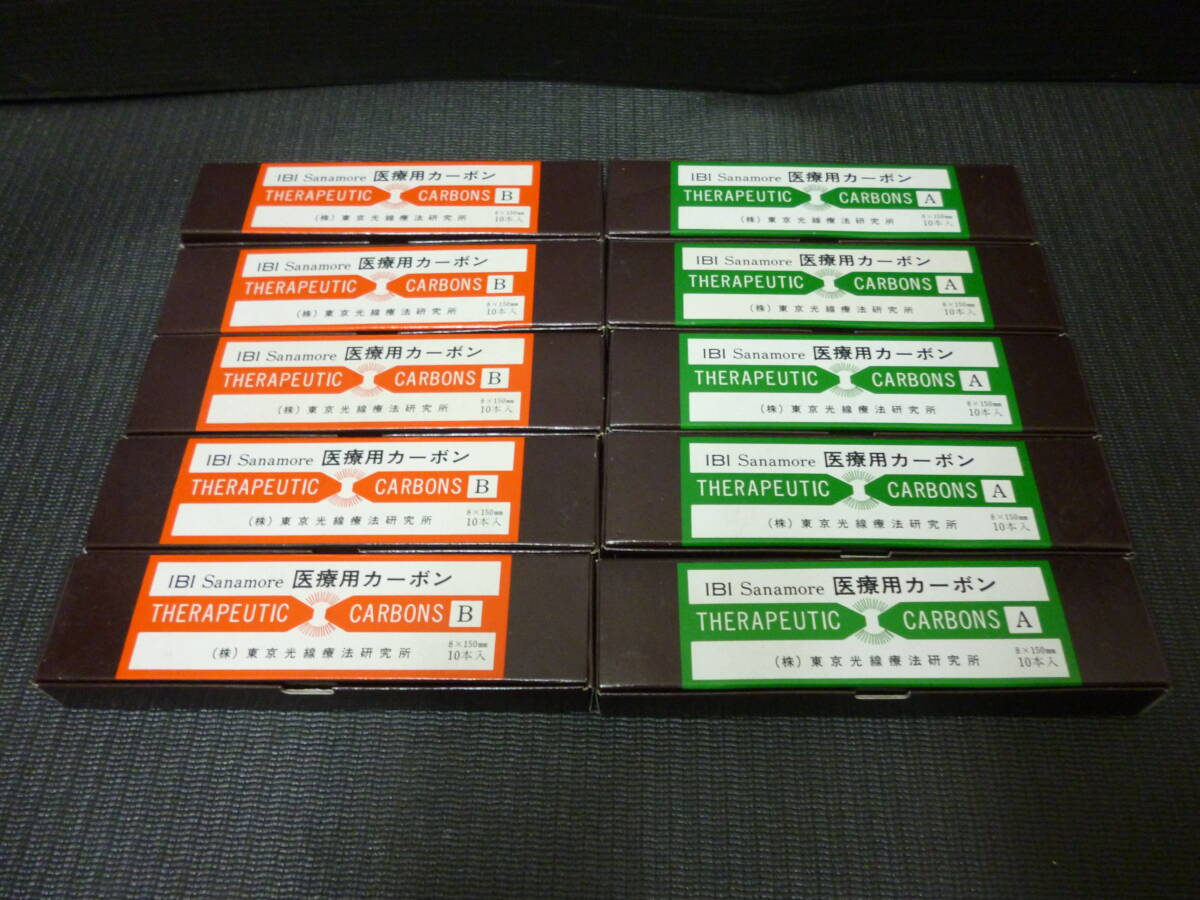 IBI Sanamore 医療用カーボン
THERAPEUTIC CARBONS B
(株)東京光線療法研究所 8×150mm
10本入
IBI Sanamore 医療用カーボン
THERAPEUTIC CARBONS B
(株)東京光線療法研究所 8×150mm
10本入
IBI Sanamore 医療用カーボン
THERAPEUTIC CARBONS B
(株)東京光線療法研究所 8×150mm
10本入
IBI Sanamore 医療用カーボン
THERAPEUTIC CARBONS B
(株)東京光線療法研究所 8×150mm
10本入
IBI Sanamore 医療用カーボン
THERAPEUTIC CARBONS B
(株)東京光線療法研究所 8×150mm
10本入
IBI Sanamore 医療用カーボン
THERAPEUTIC CARBONS A
(株)東京光線療法研究所 8×150mm
10本入
IBI Sanamore 医療用カーボン
THERAPEUTIC CARBONS A
(株)東京光線療法研究所 8×150mm
10本入
IBI Sanamore 医療用カーボン
THERAPEUTIC CARBONS A
(株)東京光線療法研究所 8×150mm
10本入
IBI Sanamore 医療用カーボン
THERAPEUTIC CARBONS A
(株)東京光線療法研究所 8×150mm
10本入
IBI Sanamore 医療用カーボン
THERAPEUTIC CARBONS A
(株)東京光線療法研究所 8×150mm
10本入